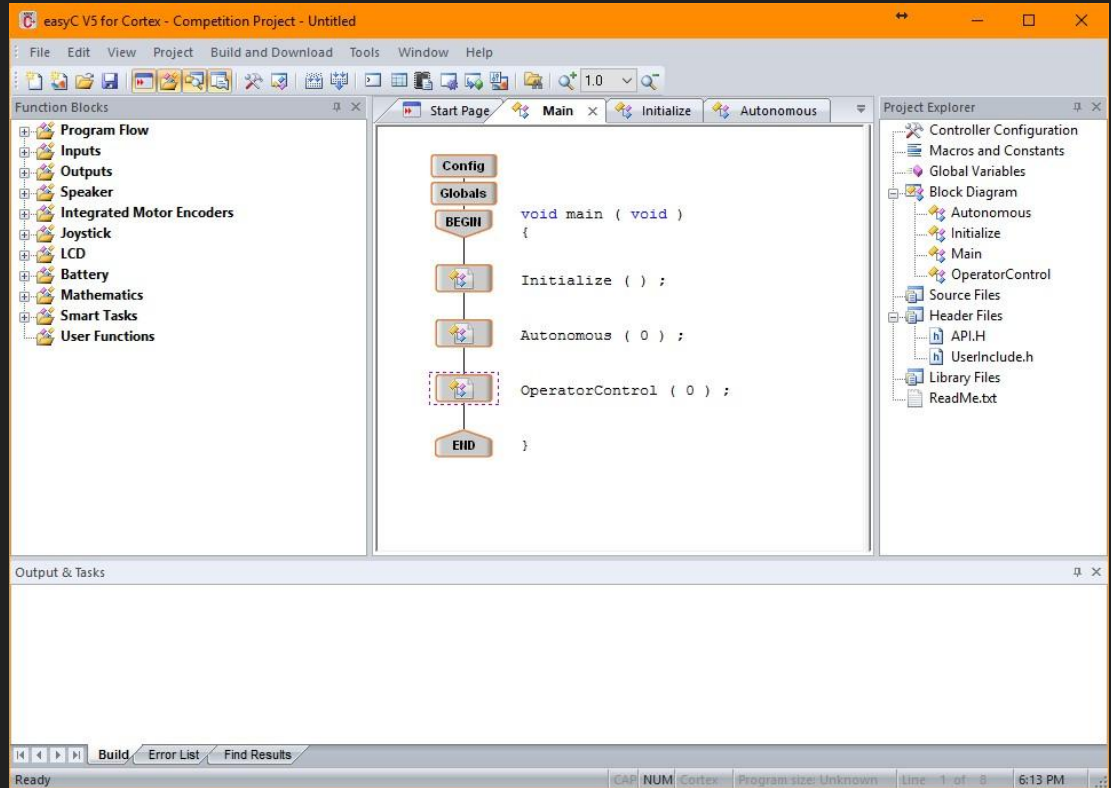 easyC V5 for Cortex - Competition Project - Untitled
File Edit View Project Build and Download Tools Window Help
1.0
Function Blocks
Program Flow
Inputs
Outputs
Speaker
Integrated Motor Encoders
Joystick
LCD
Battery
Mathematics
Smart Tasks
User Functions
Start Page Main Initialize Autonomous
Config
Globals
BEGIN void main ( void )
{
Initialize ( ) ;
Autonomous ( 0 ) ;
OperatorControl ( 0 ) ;
END }
Project Explorer
Controller Configuration
Macros and Constants
Global Variables
Block Diagram
Autonomous
Initialize
Main
OperatorControl
Source Files
Header Files
API.H
UserInclude.h
Library Files
ReadMe.txt
Output & Tasks
Build Error List Find Results
Ready CAP NUM Cortex Program size: Unknown Line 1 of 8 6:13 PM